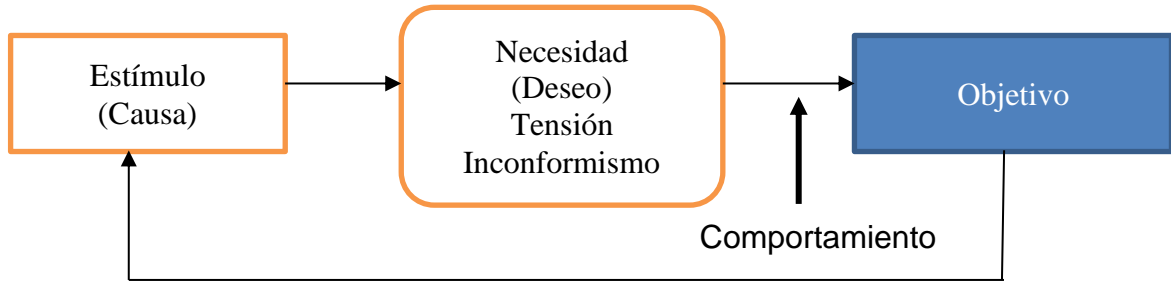 Estímulo
(Causa)
Necesidad
(Deseo)
Tensión
Inconformismo
Objetivo
Comportamiento